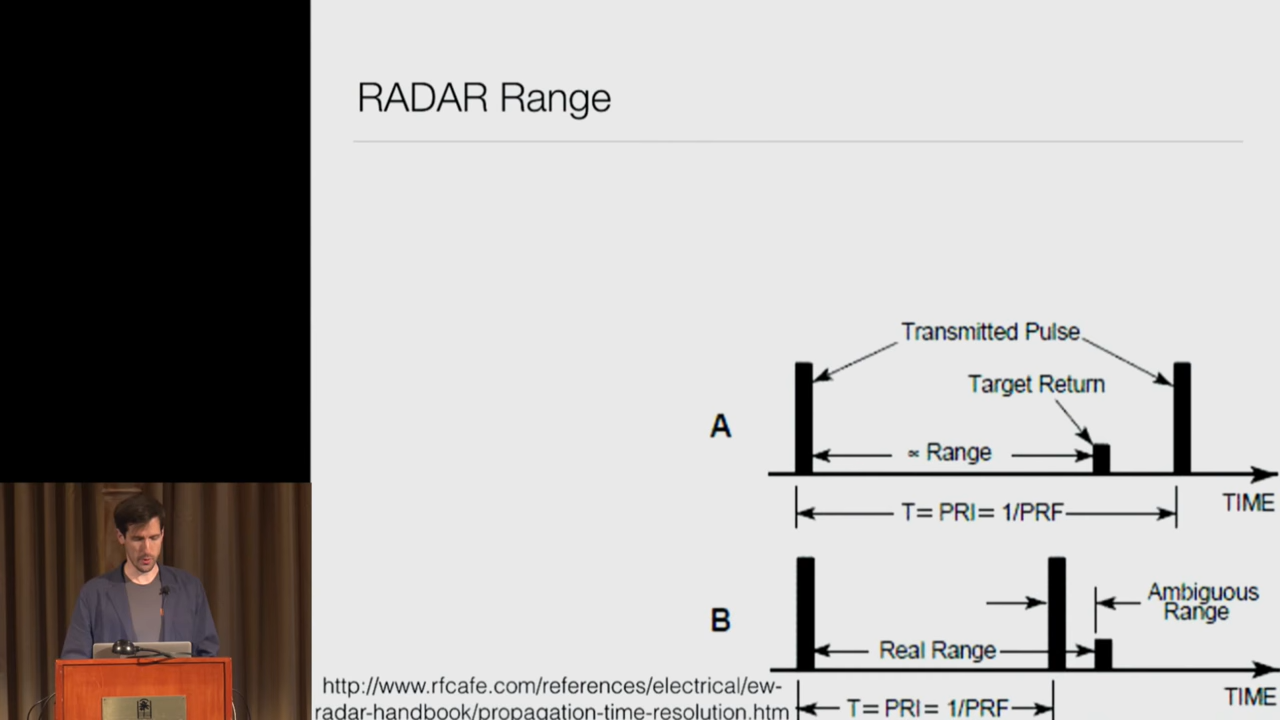 RADAR Range
Transmitted Pulse
Target Return
A
∝ Range
TIME
T= PRI= 1/PRF
Ambiguous
Range
B
Real Range
TIME
http://www.rfcafe.com/references/electrical/ew-
radar-handbook/propagation-time-resolution.htm
T= PRI= 1/PRF